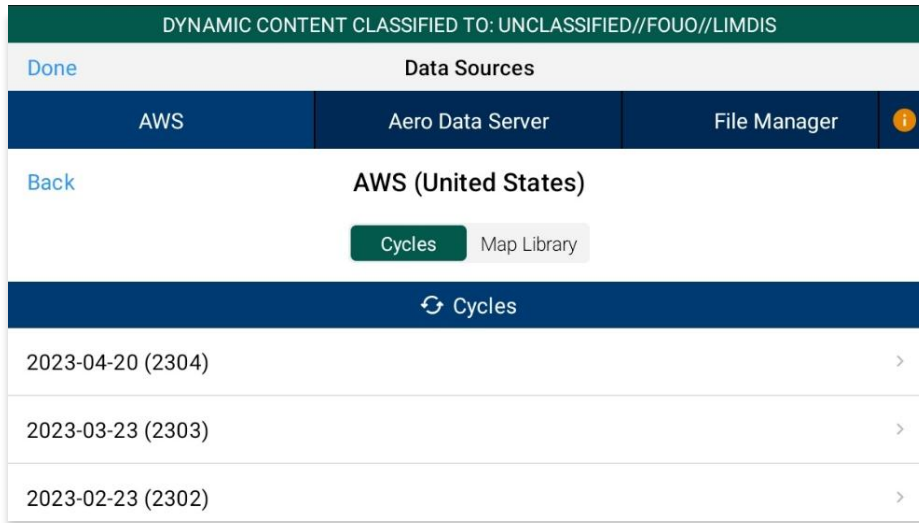 DYNAMIC CONTENT CLASSIFIED TO: UNCLASSIFIED//FOUO//LIMDIS
Done Data Sources
AWS Aero Data Server File Manager
Back AWS (United States)
Cycles Map Library
Cycles
2023-04-20 (2304)
2023-03-23 (2303)
2023-02-23 (2302)